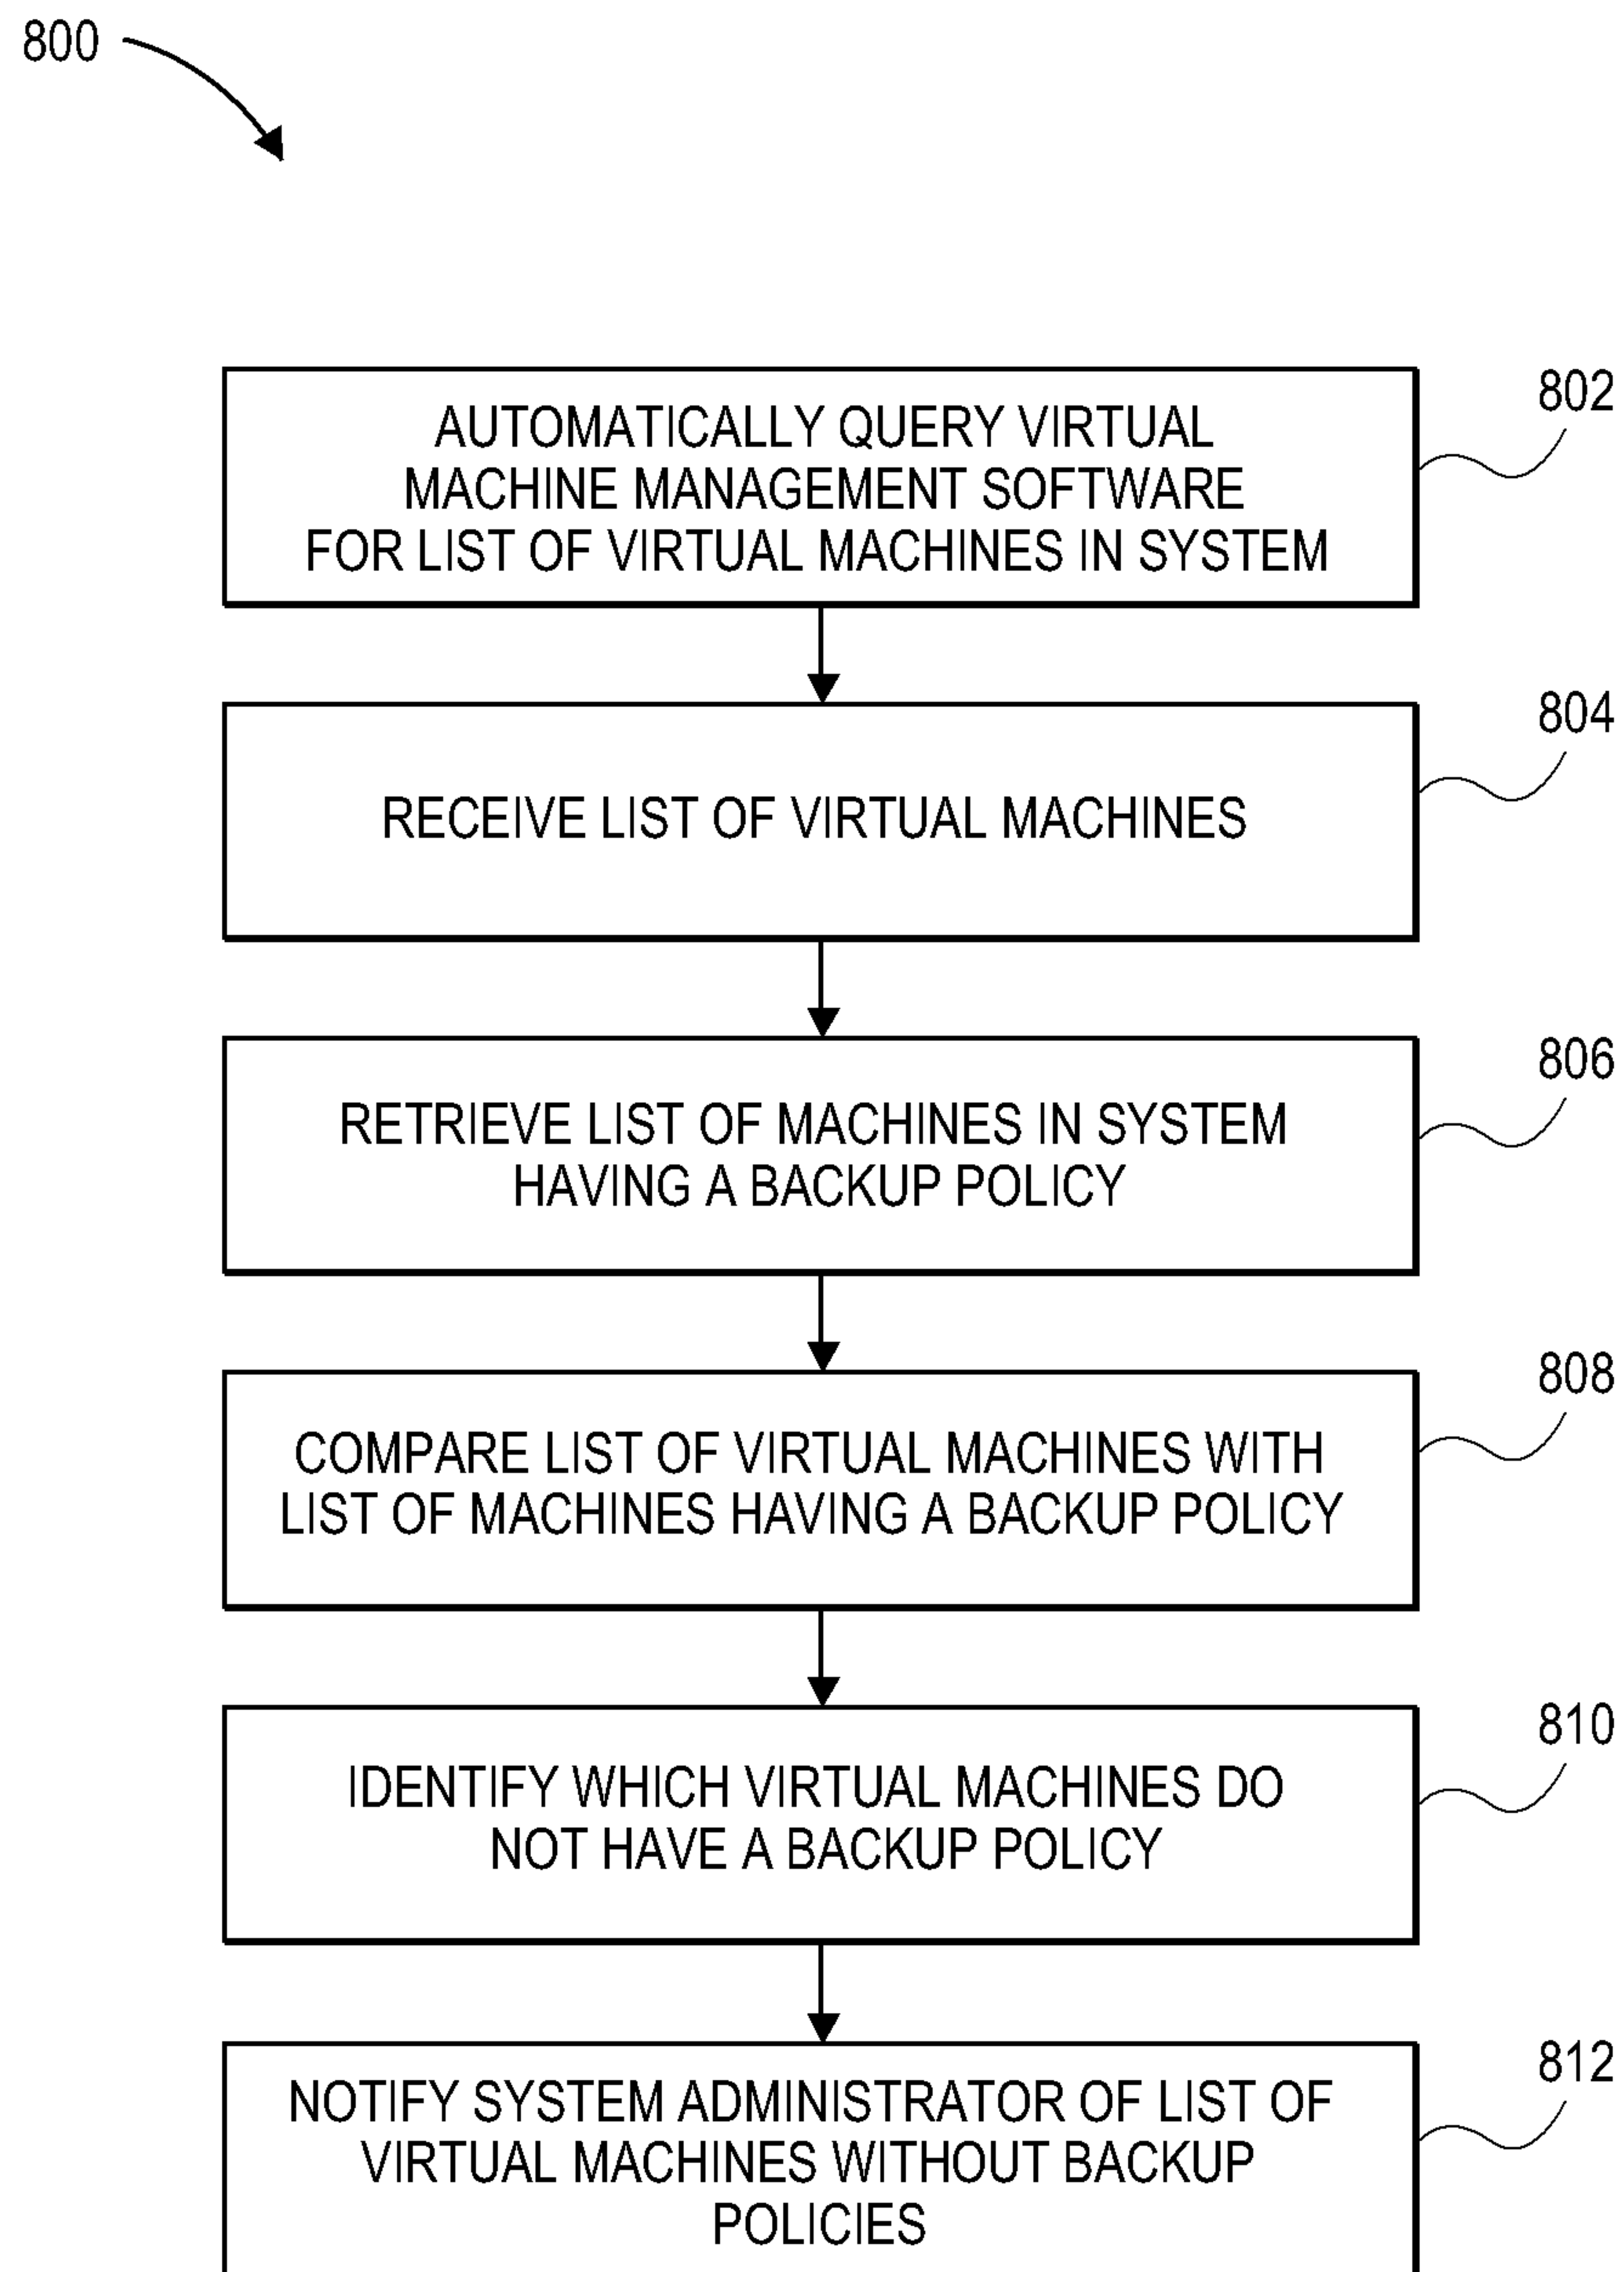 800
802
AUTOMATICALLY QUERY VIRTUAL
MACHINE MANAGEMENT SOFTWARE
FOR LIST OF VIRTUAL MACHINES IN SYSTEM
804
RECEIVE LIST OF VIRTUAL MACHINES
806
RETRIEVE LIST OF MACHINES IN SYSTEM
HAVING A BACKUP POLICY
808
COMPARE LIST OF VIRTUAL MACHINES WITH
LIST OF MACHINES HAVING A BACKUP POLICY
810
IDENTIFY WHICH VIRTUAL MACHINES DO
NOT HAVE A BACKUP POLICY
812
NOTIFY SYSTEM ADMINISTRATOR OF LIST OF
VIRTUAL MACHINES WITHOUT BACKUP
POLICIES